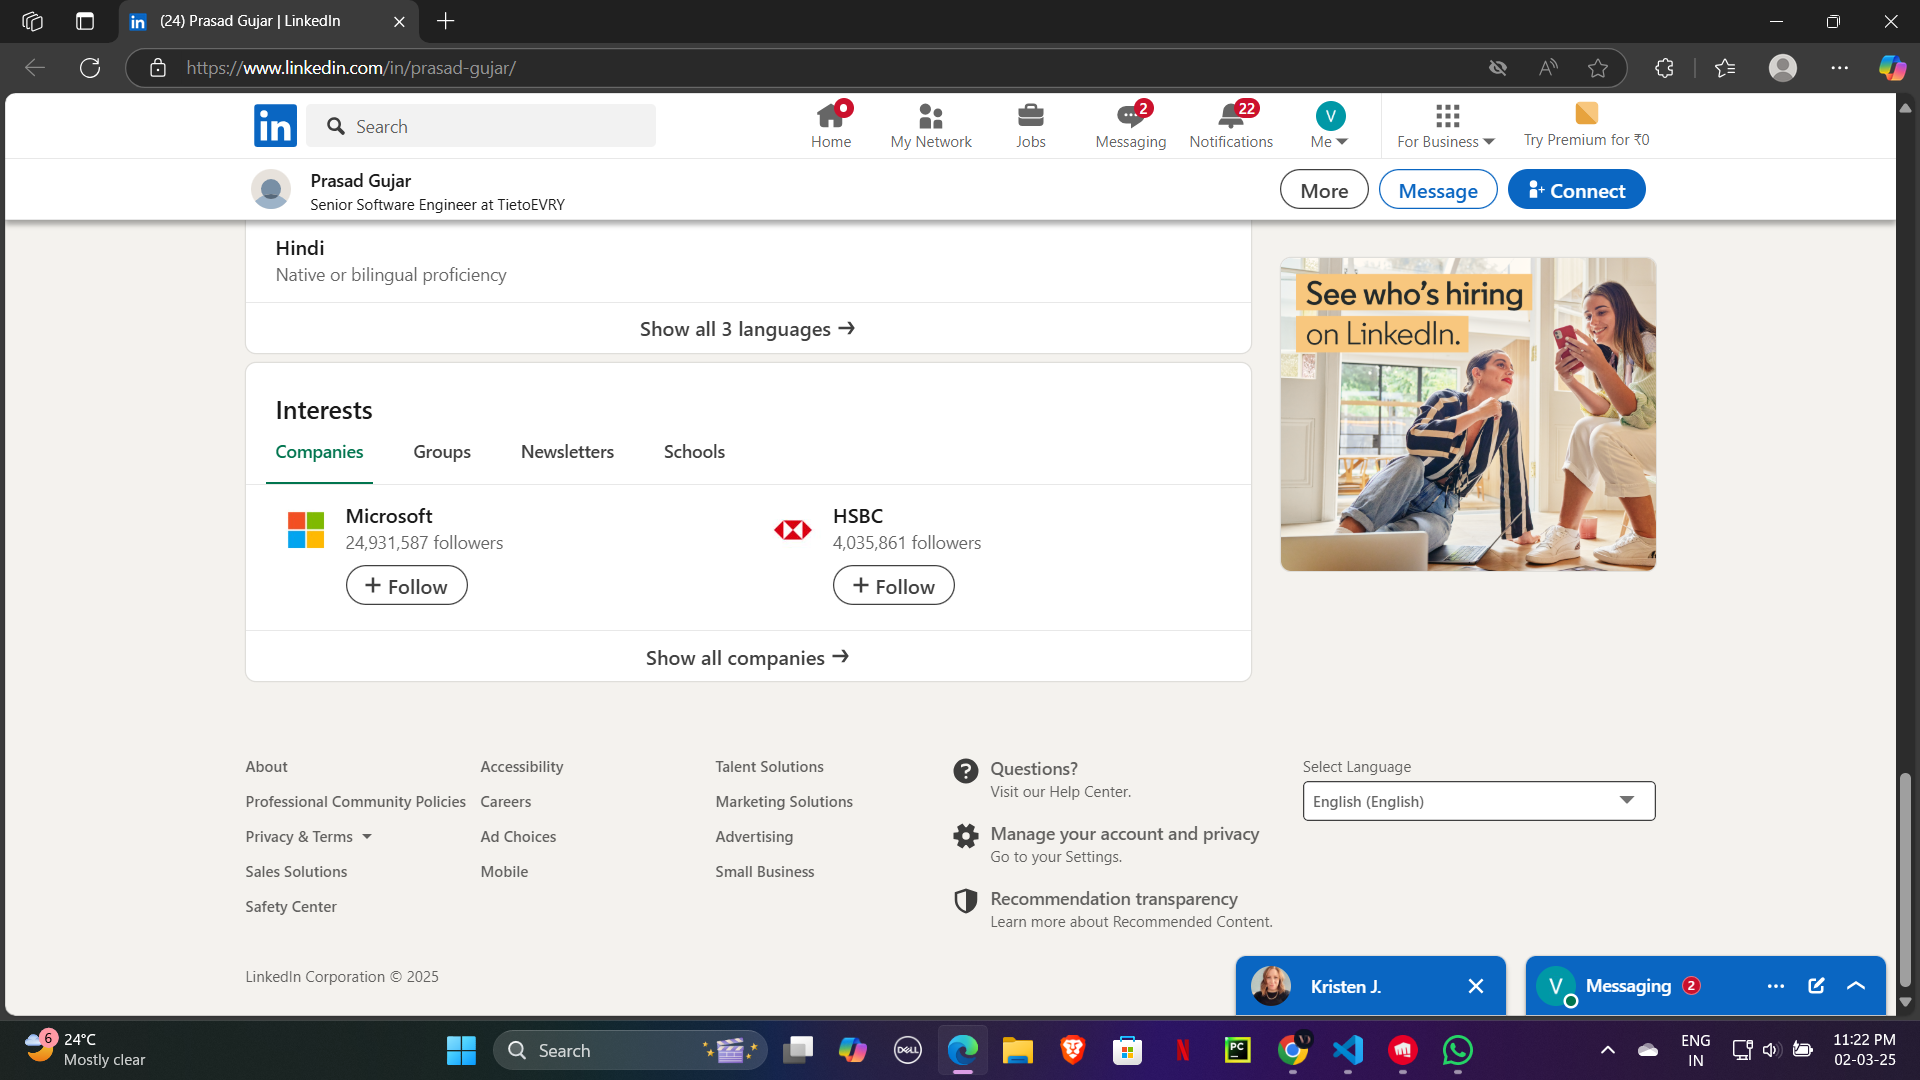 (24) Prasad Gujar | LinkedIn
https://www.linkedin.com/in/prasad-gujar/
in
Search
Home
My Network
Jobs
2
Messaging
22
Notifications
V
Me
For Business
Try Premium for ₹0
Prasad Gujar
Senior Software Engineer at TietoEVRY
More
Message
Connect
Hindi
Native or bilingual proficiency
Show all 3 languages →
See who's hiring
on LinkedIn.
Interests
Companies
Groups
Newsletters
Schools
Microsoft
24,931,587 followers
+ Follow
HSBC
4,035,861 followers
+ Follow
Show all companies →
About
Accessibility
Talent Solutions
Professional Community Policies
Careers
Marketing Solutions
Privacy & Terms
Ad Choices
Advertising
Sales Solutions
Mobile
Small Business
Safety Center
Questions?
Visit our Help Center.
Manage your account and privacy
Go to your Settings.
Recommendation transparency
Learn more about Recommended Content.
Select Language
English (English)
LinkedIn Corporation © 2025
Kristen J.
V
Messaging
2
6
24°C
Mostly clear
Search
DELL
N
PC
ENG
IN
11:22 PM
02-03-25